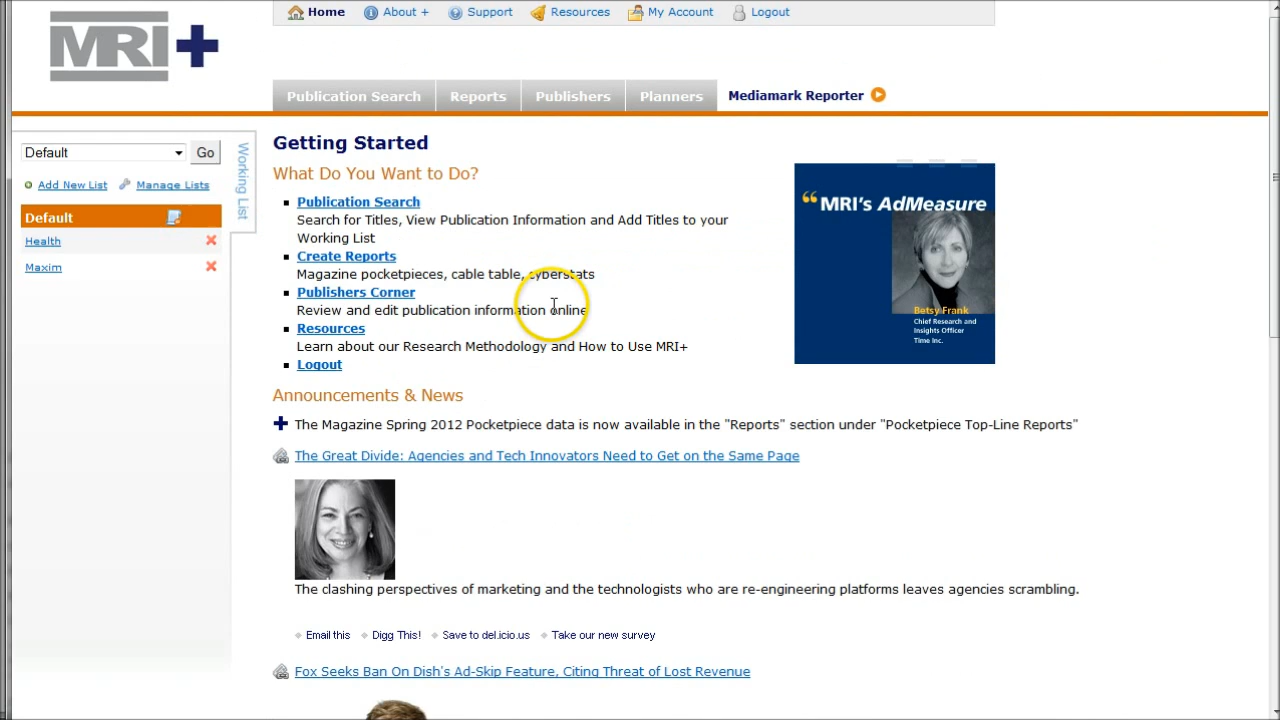 MRI+
Home About + Support Resources My Account Logout
Publication Search Reports Publishers Planners Mediamark Reporter
Default Go
Add New List Manage Lists
Working List
Default
Health
Maxim
Getting Started
What Do You Want to Do?
Publication Search
Search for Titles, View Publication Information and Add Titles to your
Working List
Create Reports
Magazine pocketpieces, cable table, cyberstats
Publishers Corner
Review and edit publication information online
Resources
Learn about our Research Methodology and How to Use MRI+
Logout
“MRI's AdMeasure
Betsy Frank
Chief Research and
Insights Officer
Time Inc.
Announcements & News
The Magazine Spring 2012 Pocketpiece data is now available in the "Reports" section under "Pocketpiece Top-Line Reports"
The Great Divide: Agencies and Tech Innovators Need to Get on the Same Page
The clashing perspectives of marketing and the technologists who are re-engineering platforms leaves agencies scrambling.
Email this Digg This! Save to del.icio.us Take our new survey
Fox Seeks Ban On Dish's Ad-Skip Feature, Citing Threat of Lost Revenue